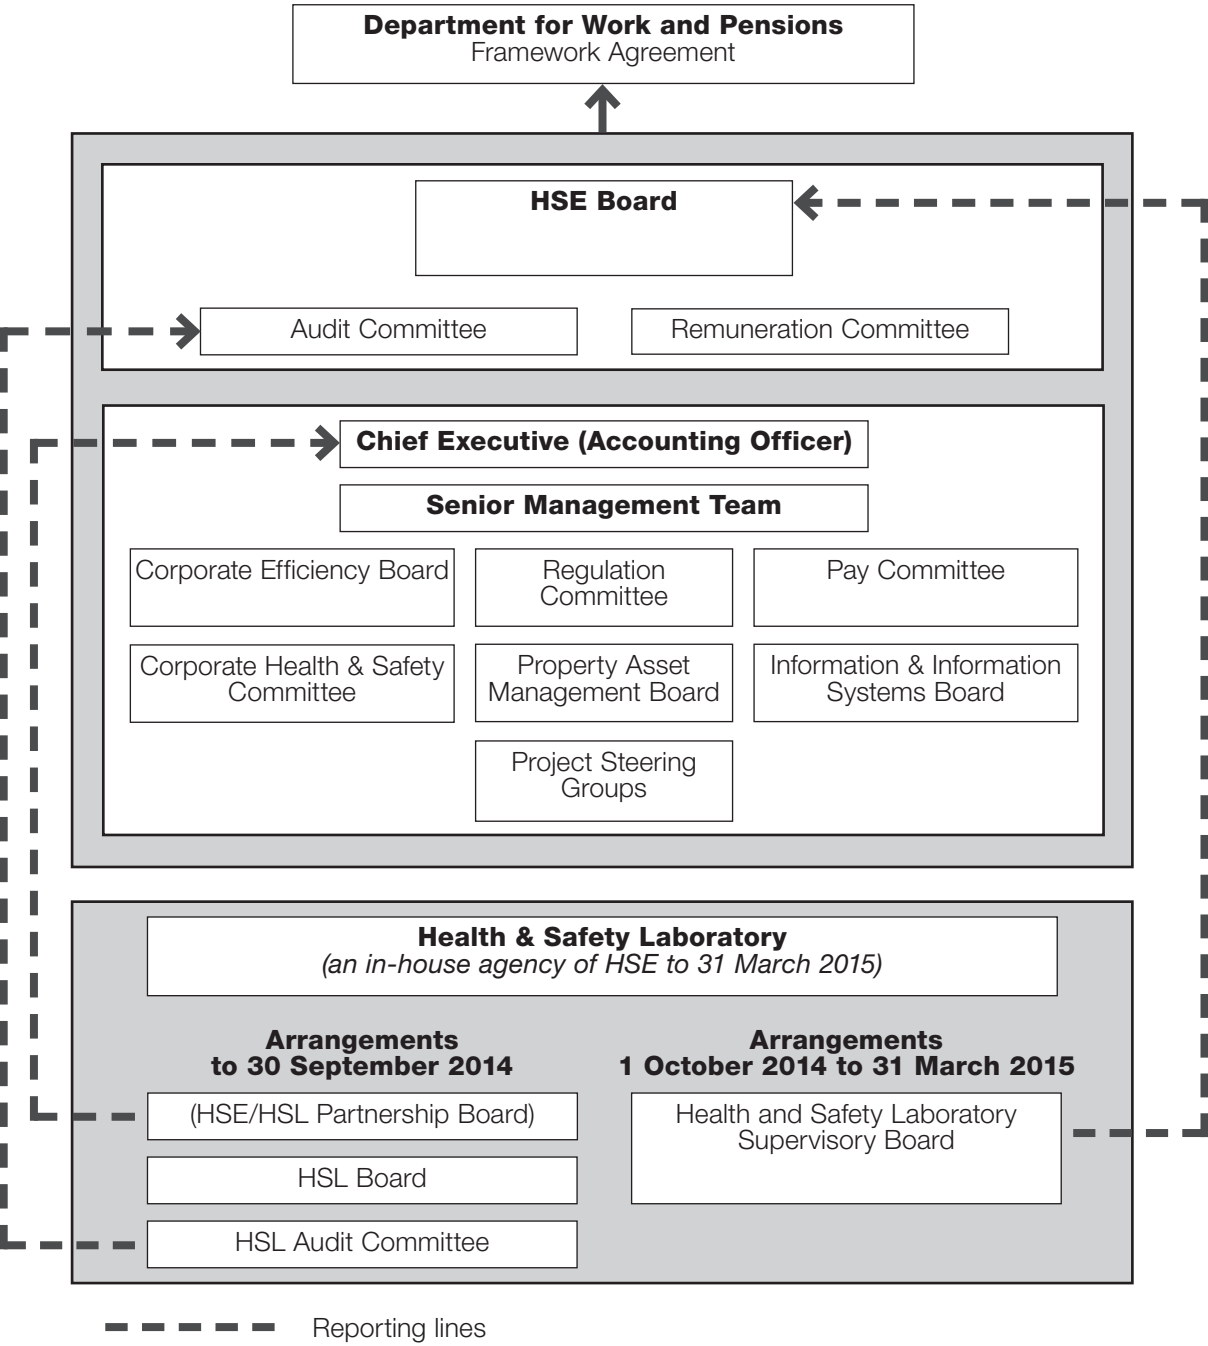 Department for Work and Pensions
Framework Agreement
HSE Board
Audit Committee
Remuneration Committee
Chief Executive (Accounting Officer)
Senior Management Team
Corporate Efficiency Board
Regulation
Committee
Pay Committee
Corporate Health & Safety
Committee
Property Asset
Management Board
Information & Information
Systems Board
Project Steering
Groups
Health & Safety Laboratory
(an in-house agency of HSE to 31 March 2015)
Arrangements
to 30 September 2014
(HSE/HSL Partnership Board)
HSL Board
HSL Audit Committee
Arrangements
1 October 2014 to 31 March 2015
Health and Safety Laboratory
Supervisory Board
Reporting lines